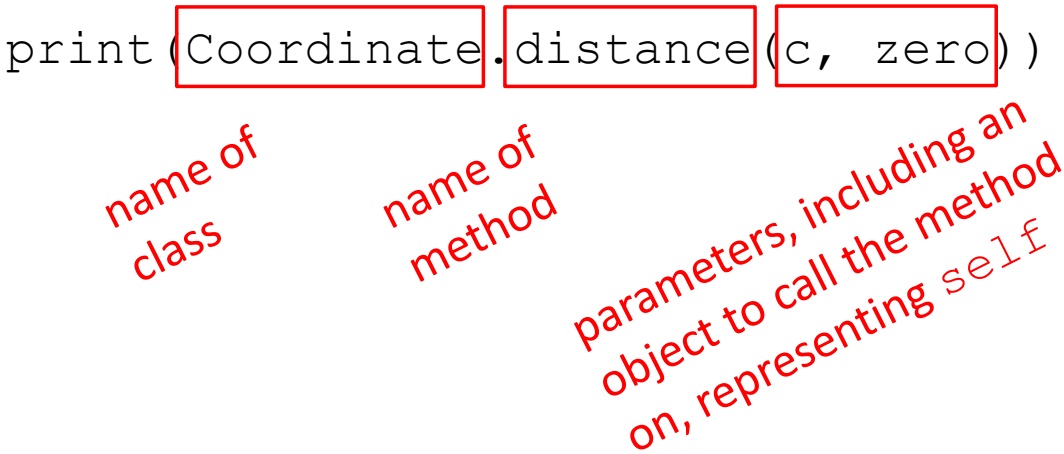 print(Coordinate.distance(c, zero))
name of
class
name of
method
parameters, including an
object to call the method
on, representing self